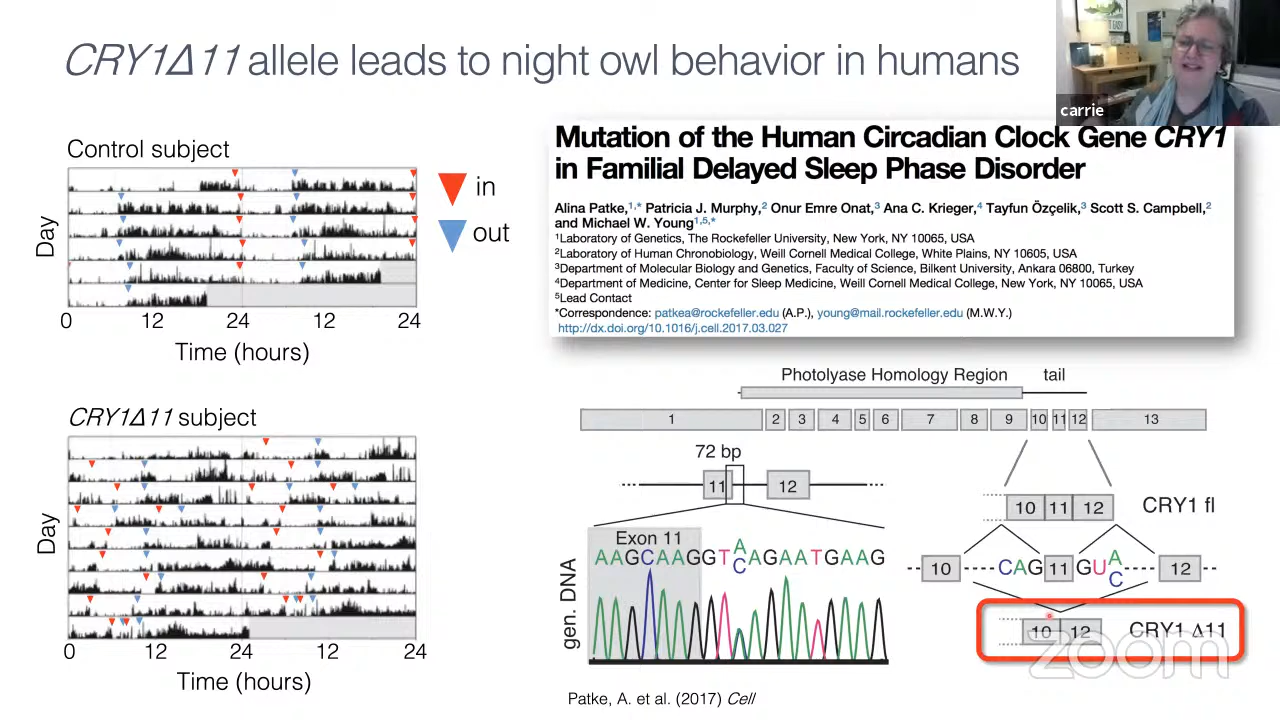 CRY1Δ11 allele leads to night owl behavior in humans
carrie
Control subject
in
out
Day
0 12 24 12 24
Time (hours)
CRY1Δ11 subject
Day
0 12 24 12 24
Time (hours)
Mutation of the Human Circadian Clock Gene CRY1
in Familial Delayed Sleep Phase Disorder
Alina Patke,1,* Patricia J. Murphy,2 Onur Emre Onat,3 Ana C. Krieger,4 Tayfun Özçelik,3 Scott S. Campbell,2
and Michael W. Young1,5,*
1Laboratory of Genetics, The Rockefeller University, New York, NY 10065, USA
2Laboratory of Human Chronobiology, Weill Cornell Medical College, White Plains, NY 10605, USA
3Department of Molecular Biology and Genetics, Faculty of Science, Bilkent University, Ankara 06800, Turkey
4Department of Medicine, Center for Sleep Medicine, Weill Cornell Medical College, New York, NY 10065, USA
5Lead Contact
*Correspondence: patkea@rockefeller.edu (A.P.), young@mail.rockefeller.edu (M.W.Y.)
http://dx.doi.org/10.1016/j.cell.2017.03.027
Photolyase Homology Region tail
1 2 3 4 5 6 7 8 9 10 11 12 13
72 bp
11 12
Exon 11
AAGCAAGGTAAGAATGAAG
C
gen. DNA
10 11 12 CRY1 fl
10 CAG 11 GUA 12
C
10 12 CRY1 Δ11
zoom
Patke, A. et al. (2017) Cell